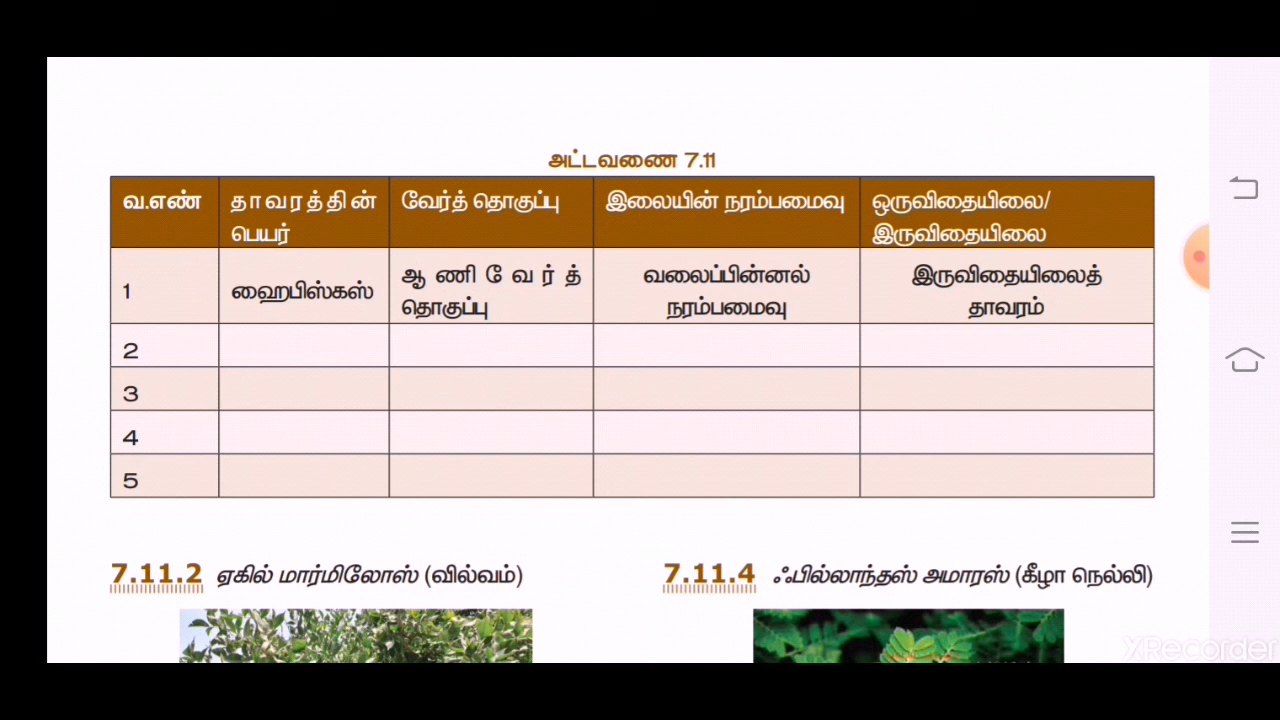 அட்டவணை 7.11
வ.எண் தாவரத்தின் பெயர் வேர்த் தொகுப்பு இலையின் நரம்பமைவு ஒருவிதையிலை/ இருவிதையிலை
1 ஹைபிஸ்கஸ் ஆணிவேர்த் தொகுப்பு வலைப்பின்னல் நரம்பமைவு இருவிதையிலைத் தாவரம்
2
3
4
5
7.11.2 ஏகில் மார்மிலோஸ் (வில்வம்)
7.11.4 ஃபில்லாந்தஸ் அமாரஸ் (கீழா நெல்லி)
XRecorder